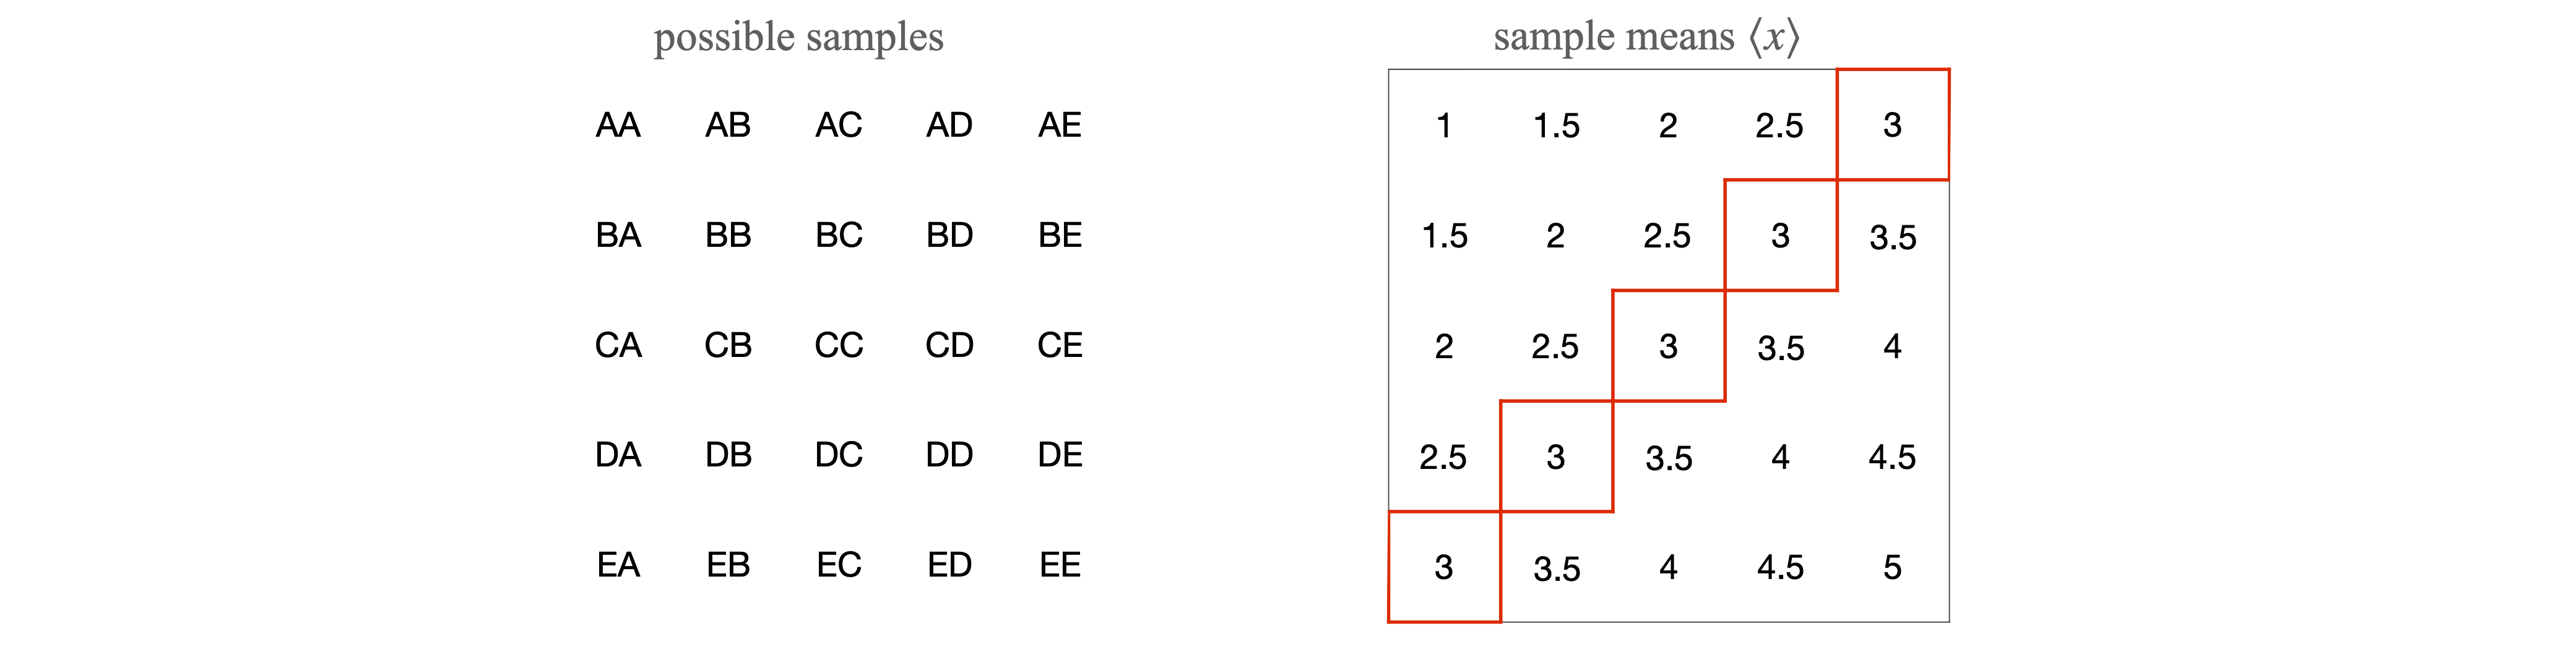 possible samples
AA AB AC AD AE
BA BB BC BD BE
CA CB CC CD CE
DA DB DC DD DE
EA EB EC ED EE
sample means ⟨x⟩
1 1.5 2 2.5 3
1.5 2 2.5 3 3.5
2 2.5 3 3.5 4
2.5 3 3.5 4 4.5
3 3.5 4 4.5 5